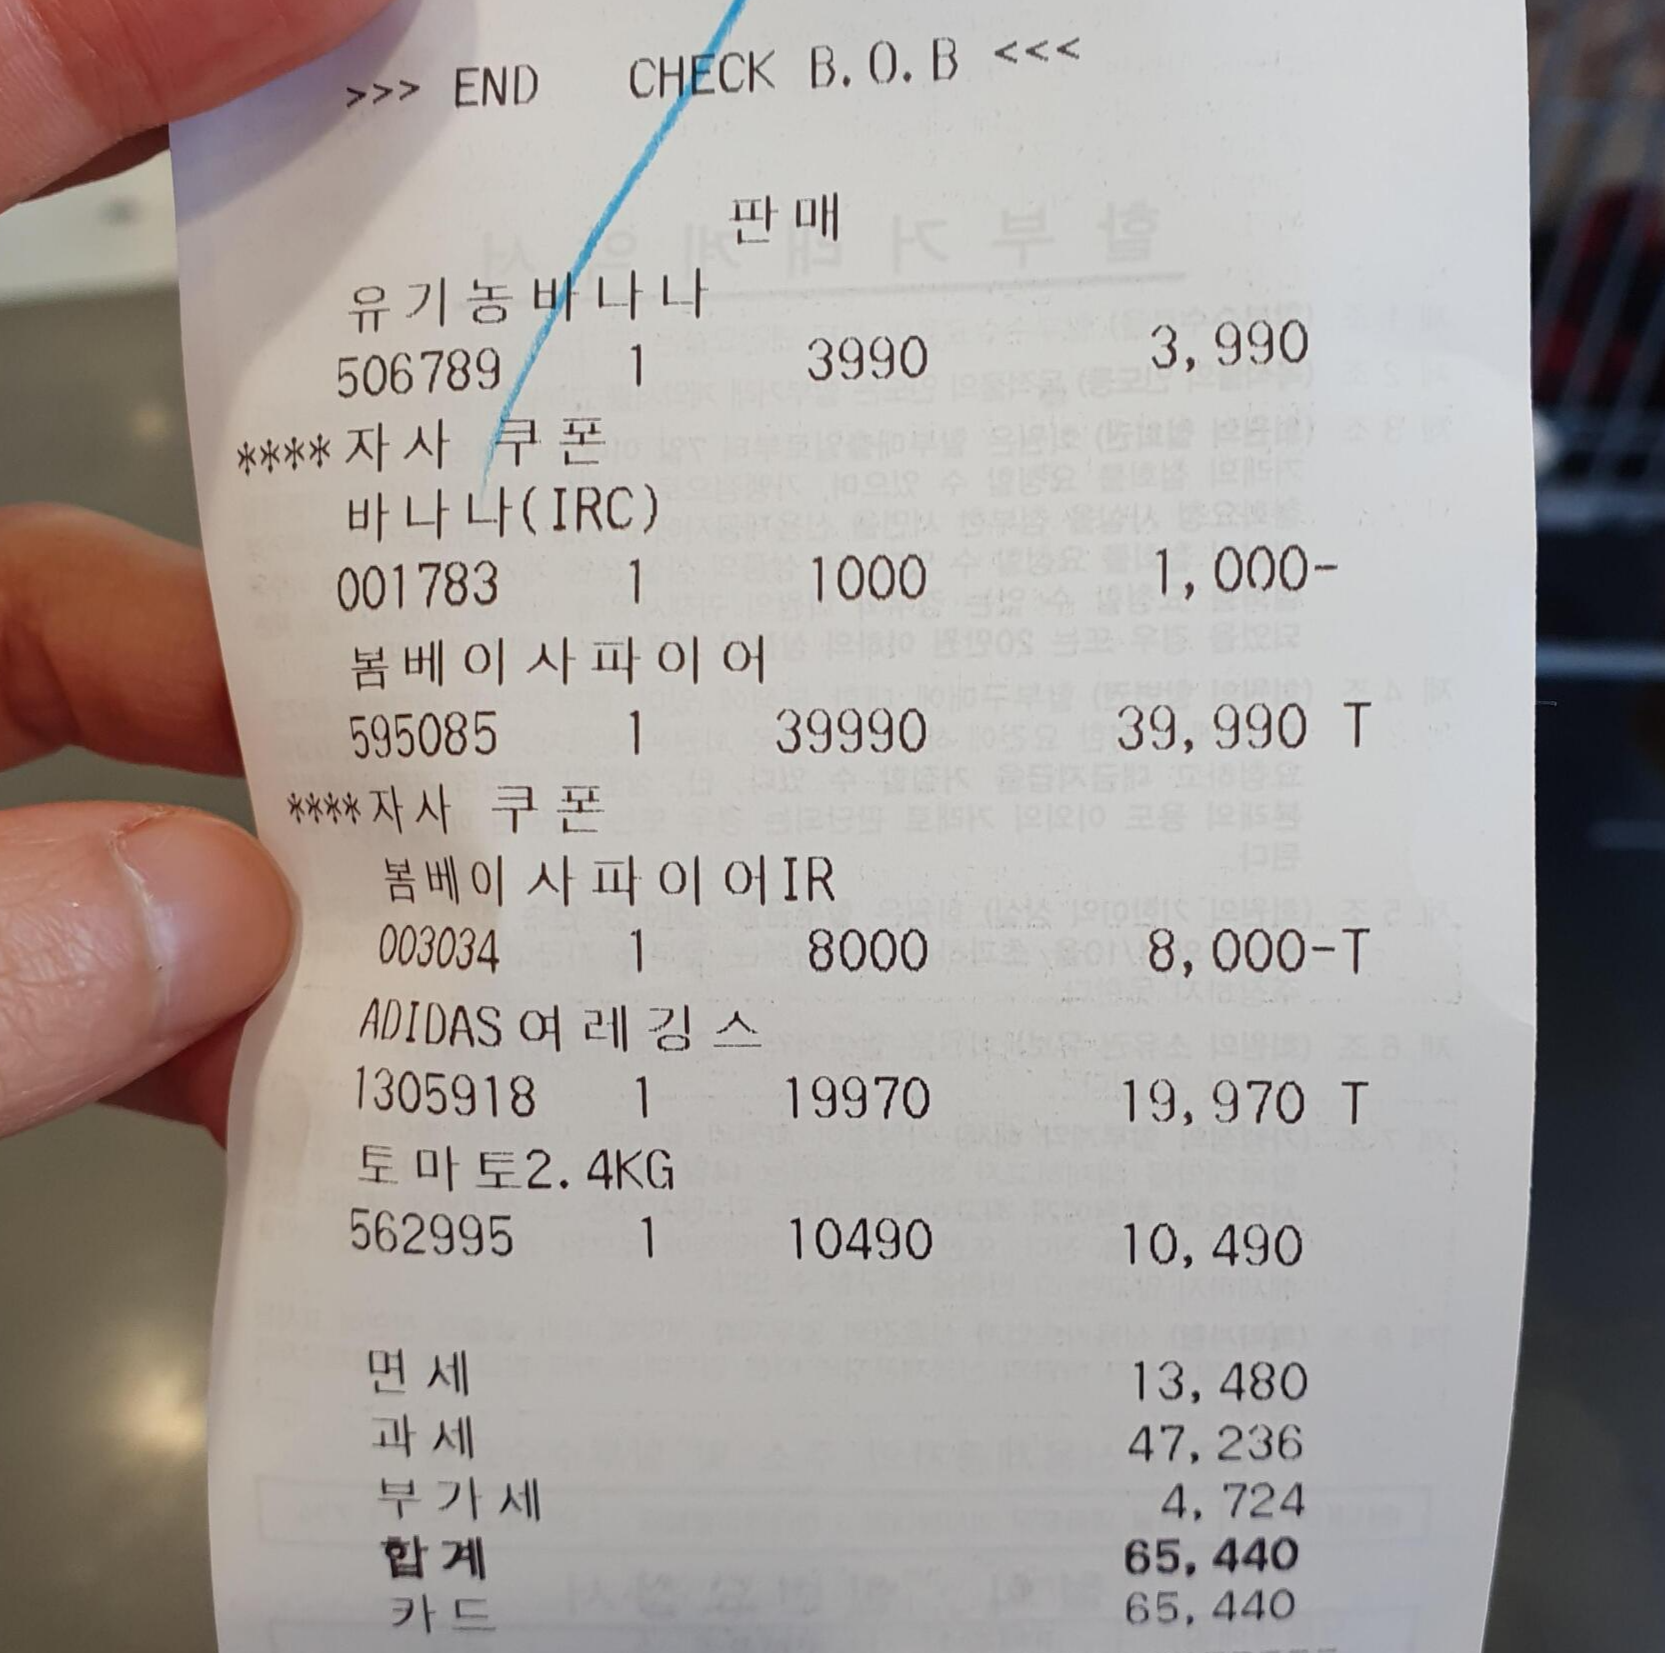 >>> END CHECK B.O.B <<<
판매
유기농바나나
506789 1 3990 3,990
****자사 쿠폰
바나나(IRC)
001783 1 1000 1,000-
봄베이사파이어
595085 1 39990 39,990 T
****자사 쿠폰
봄베이사파이어IR
003034 1 8000 8,000-T
ADIDAS여레깅스
1305918 1 19970 19,970 T
토마토2.4KG
562995 1 10490 10,490
면세 13,480
과세 47,236
부가세 4,724
합계 65,440
카드 65,440